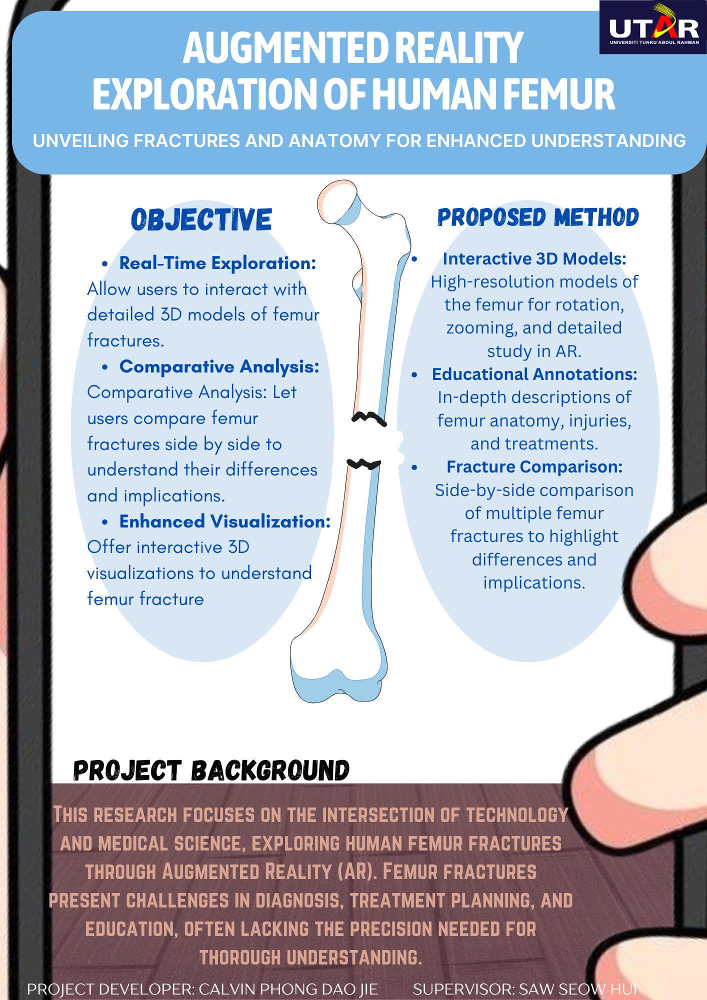 UTAR
UNIVERSITI TUNKU ABDUL RAHMAN
AUGMENTED REALITY
EXPLORATION OF HUMAN FEMUR
UNVEILING FRACTURES AND ANATOMY FOR ENHANCED UNDERSTANDING
OBJECTIVE
• Real-Time Exploration:
Allow users to interact with
detailed 3D models of femur
fractures.
• Comparative Analysis:
Comparative Analysis: Let
users compare femur
fractures side by side to
understand their differences
and implications.
• Enhanced Visualization:
Offer interactive 3D
visualizations to understand
femur fracture
PROPOSED METHOD
• Interactive 3D Models:
High-resolution models of
the femur for rotation,
zooming, and detailed
study in AR.
• Educational Annotations:
In-depth descriptions of
femur anatomy, injuries,
and treatments.
• Fracture Comparison:
Side-by-side comparison
of multiple femur
fractures to highlight
differences and
implications.
PROJECT BACKGROUND
This research focuses on the intersection of technology
and medical science, exploring human femur fractures
through Augmented Reality (AR). Femur fractures
present challenges in diagnosis, treatment planning, and
education, often lacking the precision needed for
thorough understanding.
PROJECT DEVELOPER: CALVIN PHONG DAO JIE
SUPERVISOR: SAW SEOW HUI